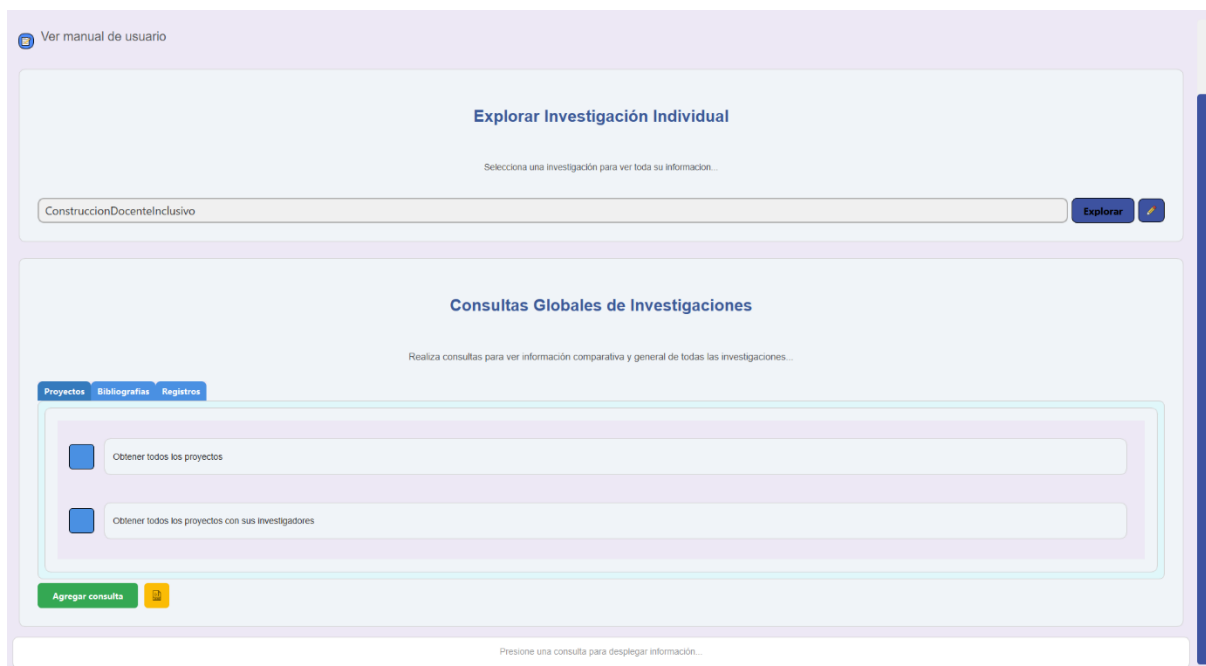 Ver manual de usuario
Explorar Investigación Individual
Selecciona una investigación para ver toda su informacion...
ConstruccionDocenteInclusivo
Explorar
Consultas Globales de Investigaciones
Realiza consultas para ver información comparativa y general de todas las investigaciones...
Proyectos Bibliografías Registros
Obtener todos los proyectos
Obtener todos los proyectos con sus investigadores
Agregar consulta
Presione una consulta para desplegar información...